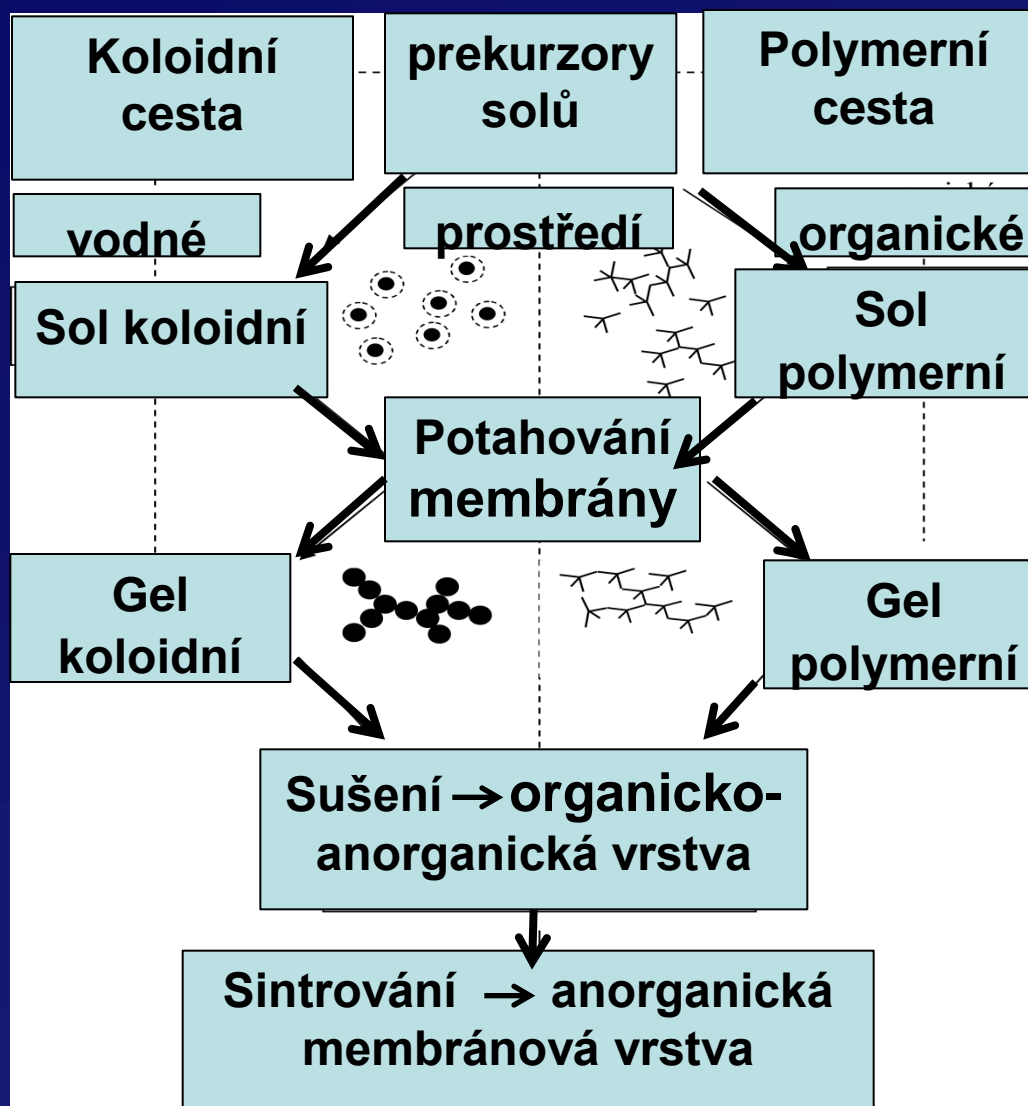 Koloidní
cesta
prekurzory
solů
Polymerní
cesta
vodné
prostředí
organické
Sol koloidní
Sol
polymerní
Potahování
membrány
Gel
koloidní
Gel
polymerní
Sušení → organicko-
anorganická vrstva
Sintrování → anorganická
membránová vrstva